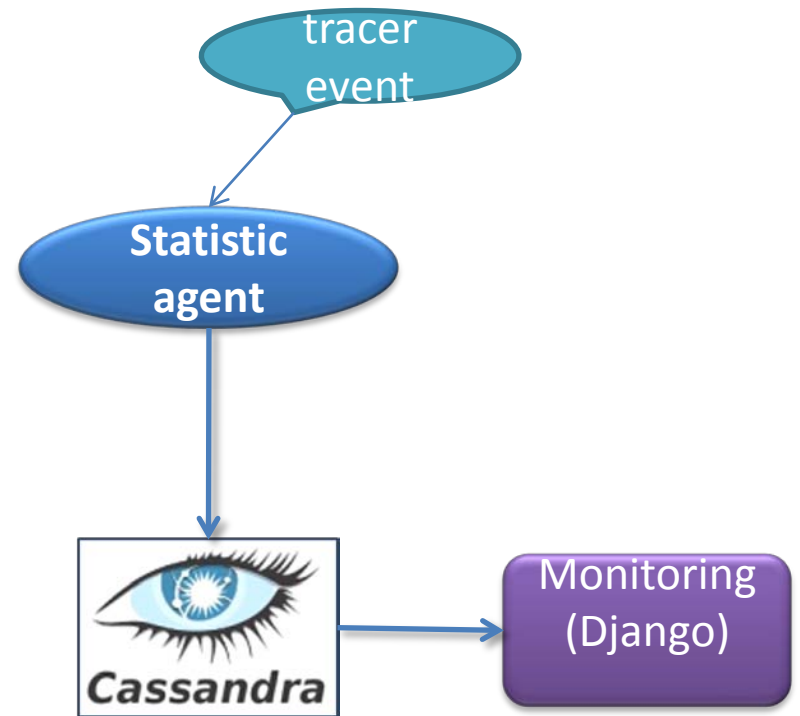 tracer
event
Statistic
agent
Cassandra
Monitoring
(Django)